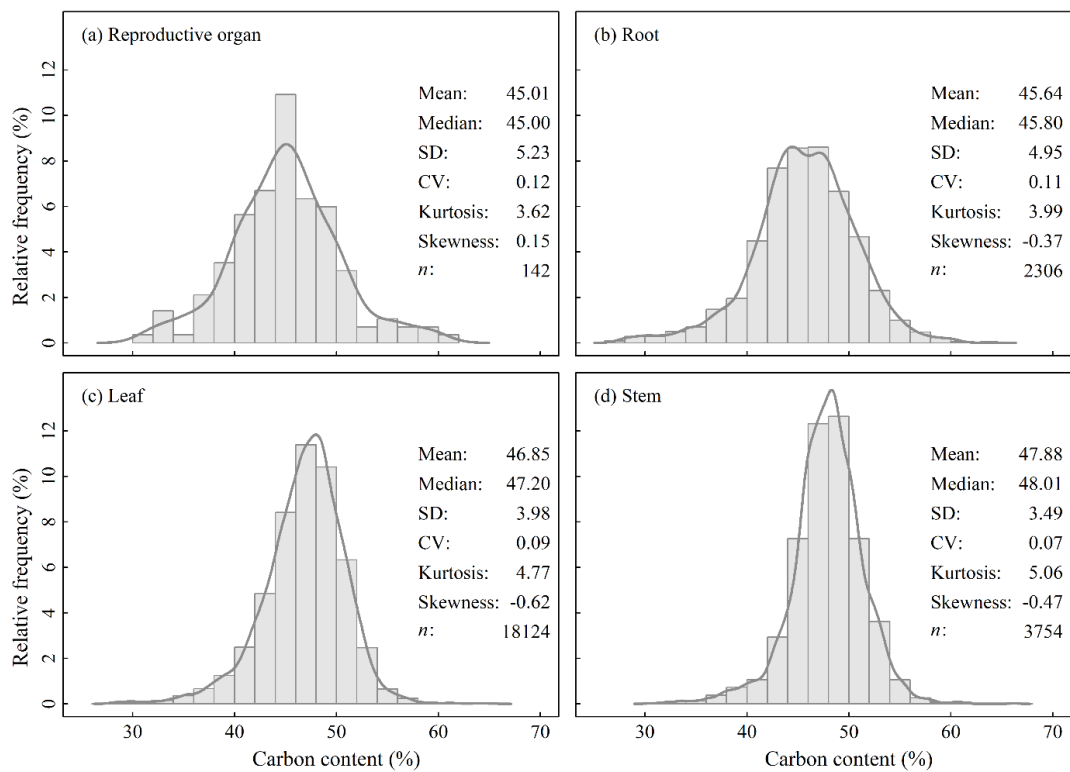 (a) Reproductive organ
Mean: 45.01
Median: 45.00
SD: 5.23
CV: 0.12
Kurtosis: 3.62
Skewness: 0.15
n: 142
Relative frequency (%)
0 2 4 6 8 10 12
(b) Root
Mean: 45.64
Median: 45.80
SD: 4.95
CV: 0.11
Kurtosis: 3.99
Skewness: -0.37
n: 2306
(c) Leaf
Mean: 46.85
Median: 47.20
SD: 3.98
CV: 0.09
Kurtosis: 4.77
Skewness: -0.62
n: 18124
Relative frequency (%)
0 2 4 6 8 10 12
30 40 50 60 70
Carbon content (%)
(d) Stem
Mean: 47.88
Median: 48.01
SD: 3.49
CV: 0.07
Kurtosis: 5.06
Skewness: -0.47
n: 3754
30 40 50 60 70
Carbon content (%)